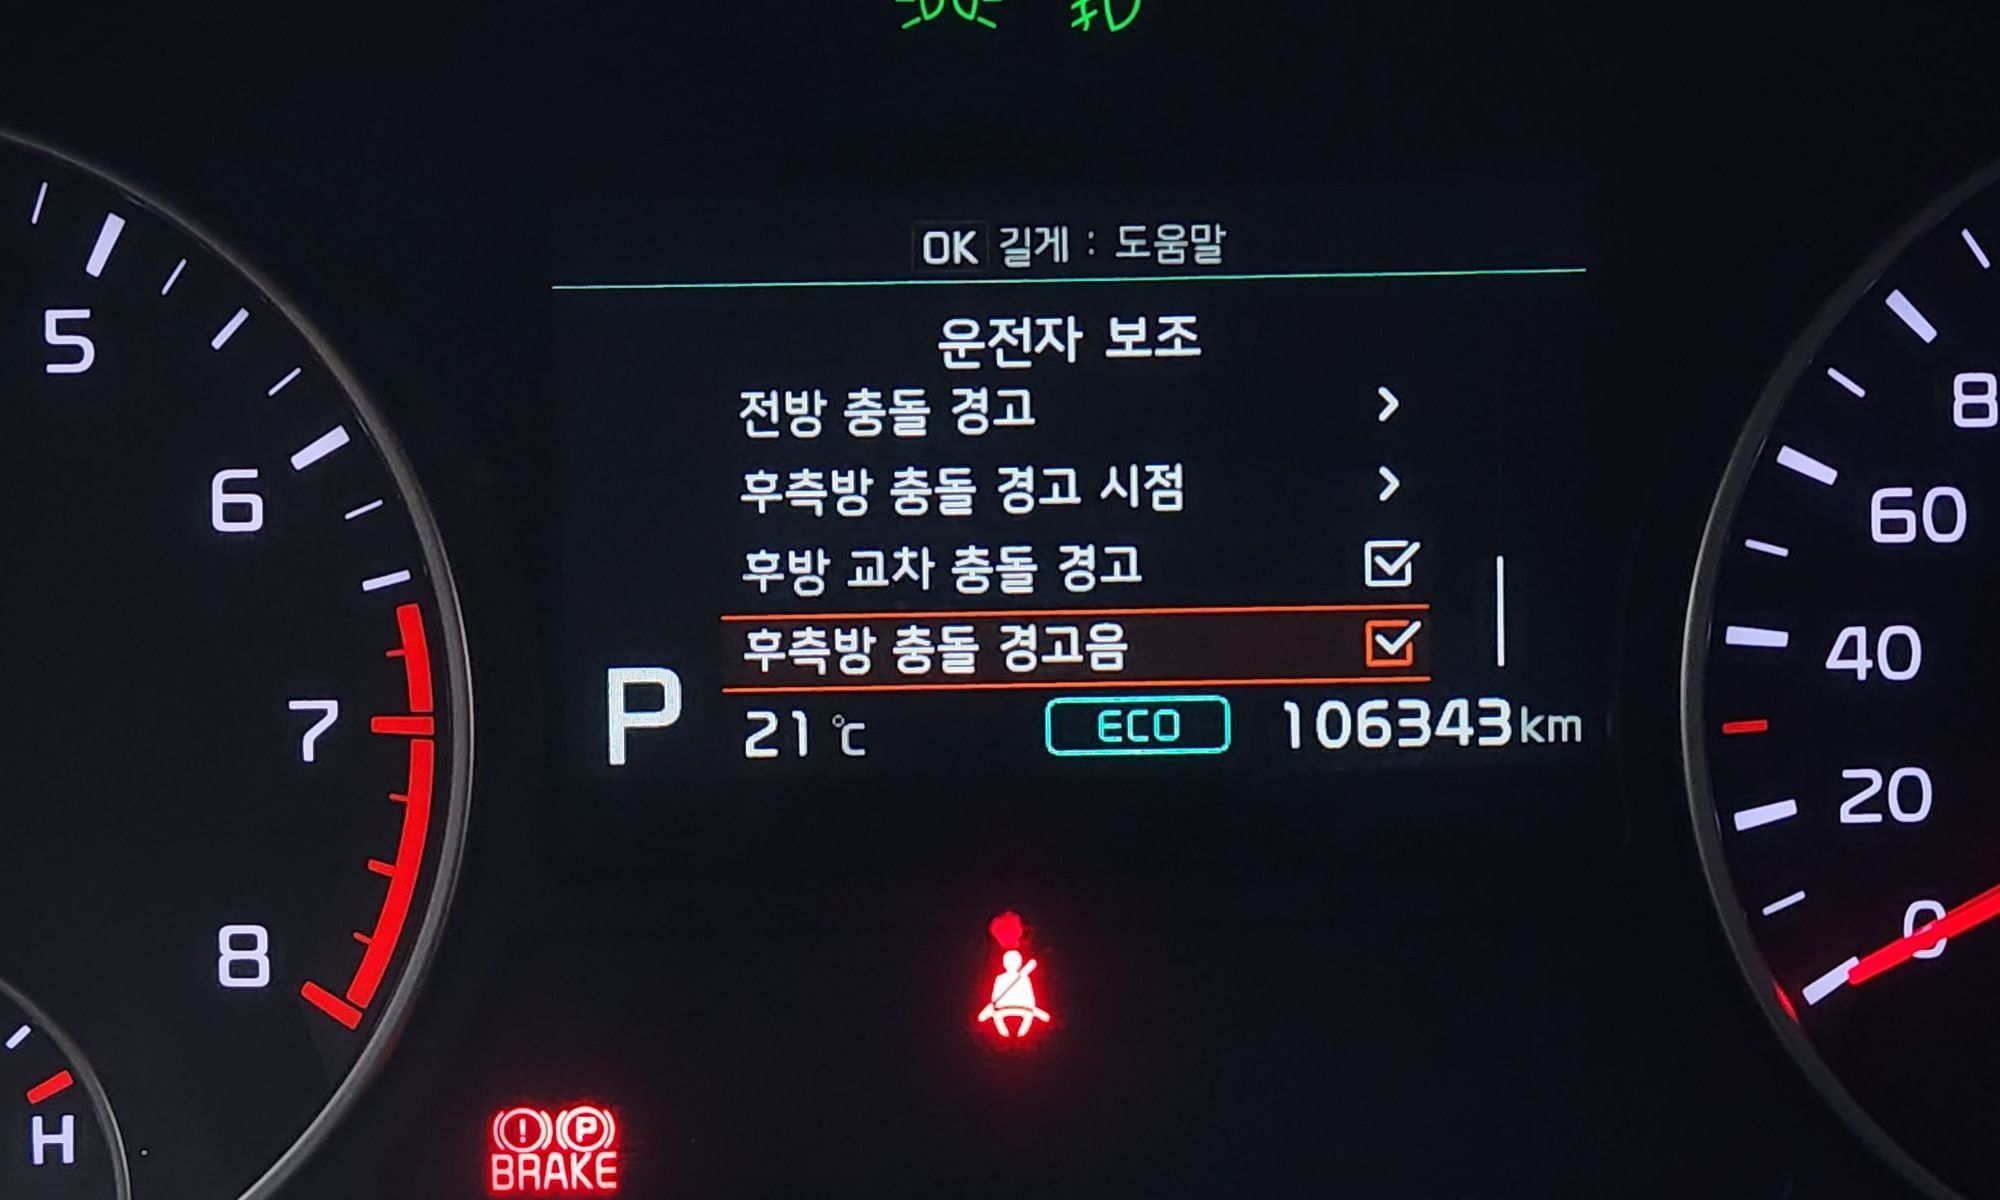 OK 길게 : 도움말
운전자 보조
전방 충돌 경고
후측방 충돌 경고 시점
후방 교차 충돌 경고
후측방 충돌 경고음
P 21 °C ECO 106343 km
5
6
7
8
H
8
60
40
20
0
(!) (P)
BRAKE